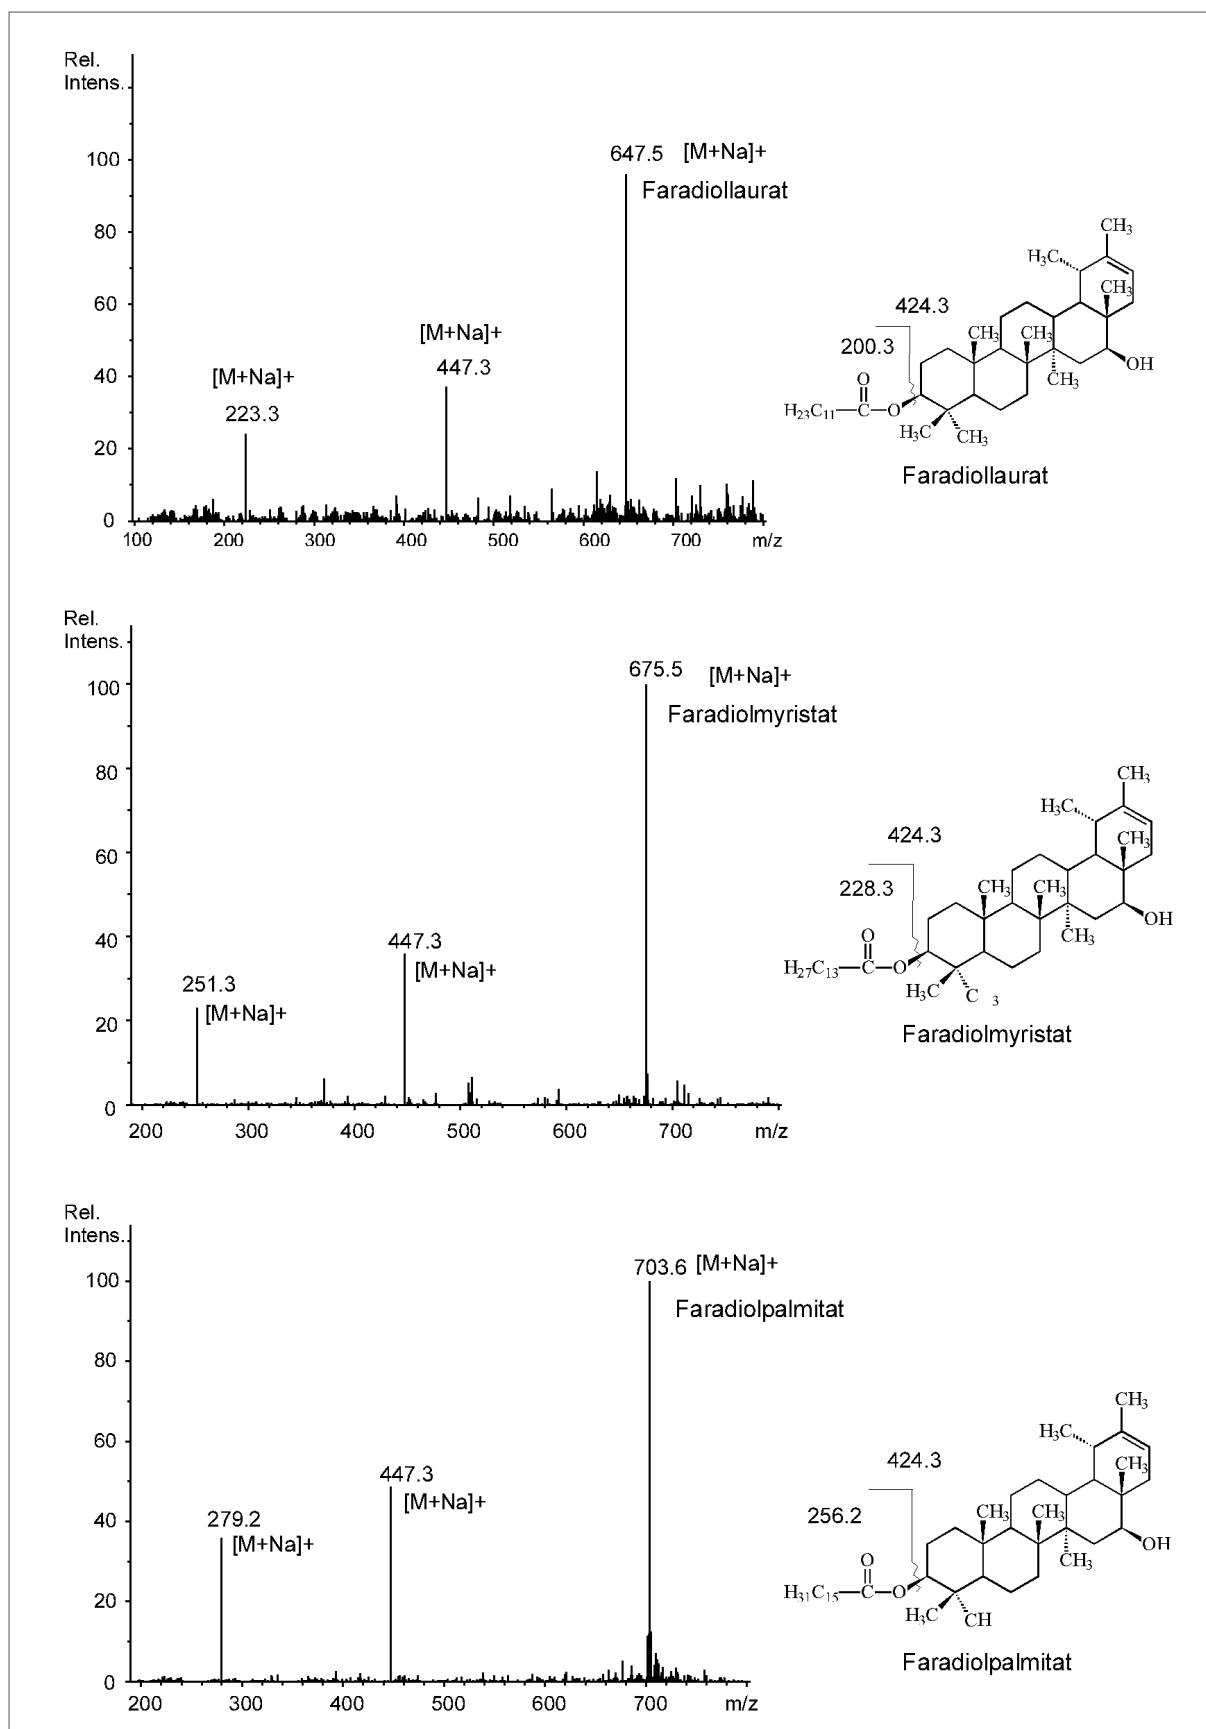 Rel.
Intens.
100
80
60
40
20
0
100 200 300 400 500 600 700 m/z
647.5 [M+Na]+
Faradiollaurat
[M+Na]+
447.3
[M+Na]+
223.3
CH3
H3C
424.3
CH3
200.3
CH3 CH3
OH
O
CH3
H23C11 C O
H3C CH3
Faradiollaurat
Rel.
Intens.
100
80
60
40
20
0
200 300 400 500 600 700 m/z
675.5 [M+Na]+
Faradiolmyristat
447.3
[M+Na]+
251.3
[M+Na]+
CH3
H3C
424.3
CH3
228.3
CH3 CH3
OH
O
CH3
H27C13 C O
H3C C 3
Faradiolmyristat
Rel.
Intens.
100
80
60
40
20
0
200 300 400 500 600 700 m/z
703.6 [M+Na]+
Faradiolpalmitat
447.3
[M+Na]+
279.2
[M+Na]+
CH3
H3C
424.3
CH3
256.2
CH3 CH3
OH
O
CH3
H31C15 C O
H3C CH
Faradiolpalmitat